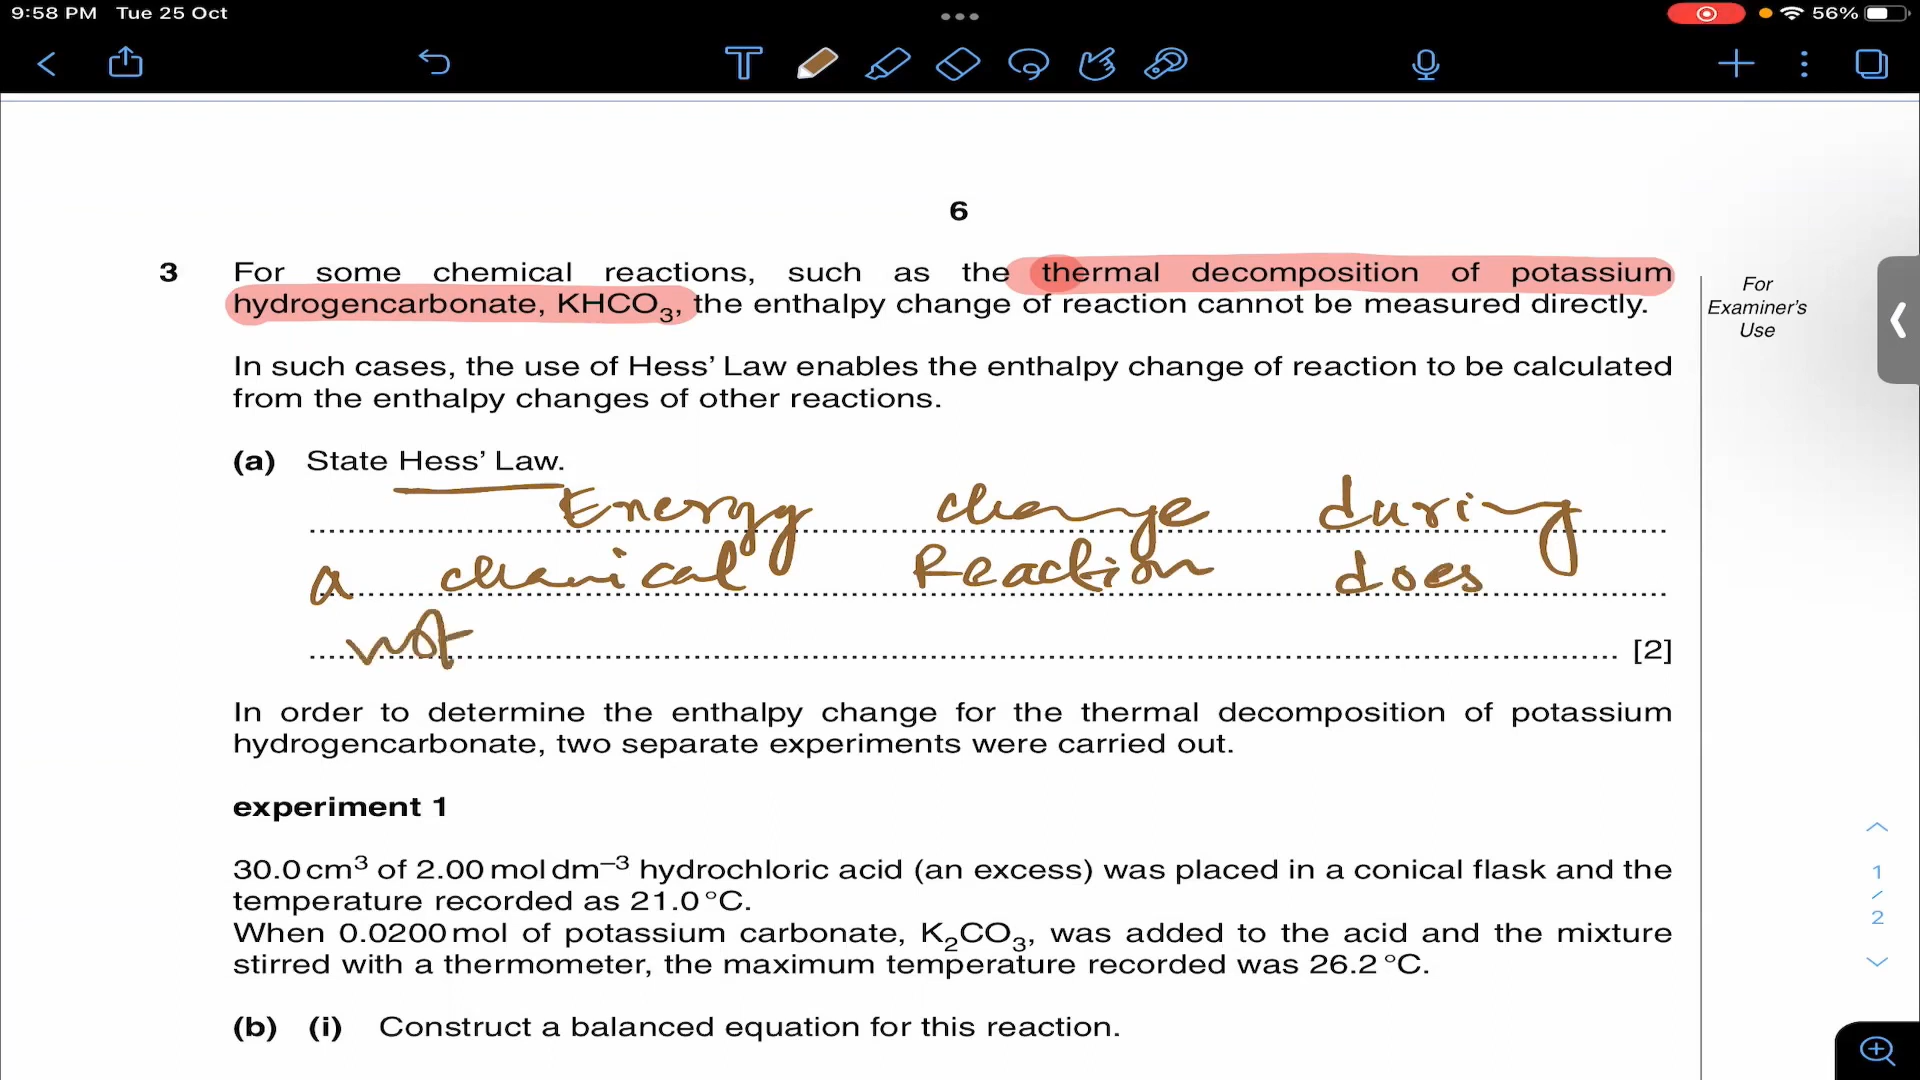 9:58 PM Tue 25 Oct
56%
6
3 For some chemical reactions, such as the thermal decomposition of potassium
hydrogencarbonate, KHCO₃, the enthalpy change of reaction cannot be measured directly.
For
Examiner's
Use
In such cases, the use of Hess’ Law enables the enthalpy change of reaction to be calculated
from the enthalpy changes of other reactions.
(a) State Hess’ Law.
Energy change during
a chemical Reaction does
not
[2]
In order to determine the enthalpy change for the thermal decomposition of potassium
hydrogencarbonate, two separate experiments were carried out.
experiment 1
30.0 cm³ of 2.00 mol dm⁻³ hydrochloric acid (an excess) was placed in a conical flask and the
temperature recorded as 21.0 °C.
When 0.0200 mol of potassium carbonate, K₂CO₃, was added to the acid and the mixture
stirred with a thermometer, the maximum temperature recorded was 26.2 °C.
(b) (i) Construct a balanced equation for this reaction.
1
/
2